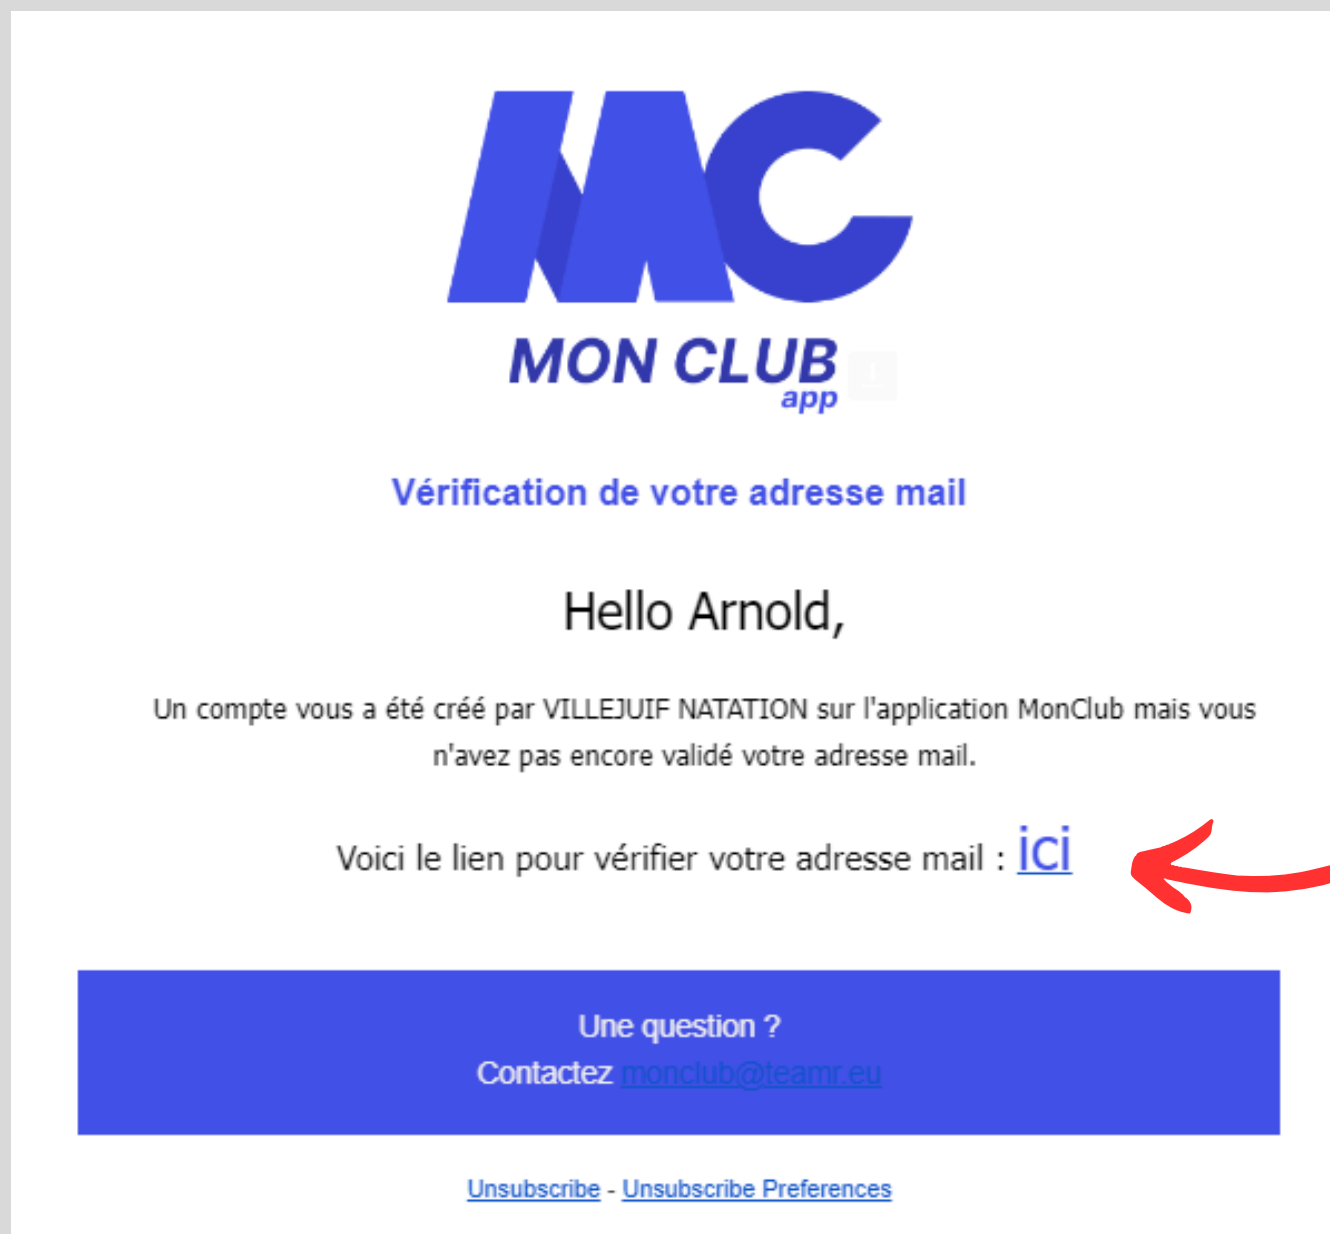 MC
MON CLUB
app
Vérification de votre adresse mail
Hello Arnold,
Un compte vous a été créé par VILLEJUIF NATATION sur l'application MonClub mais vous
n'avez pas encore validé votre adresse mail.
Voici le lien pour vérifier votre adresse mail : ici
Une question ?
Contactez monclub@teamr.eu
Unsubscribe - Unsubscribe Preferences